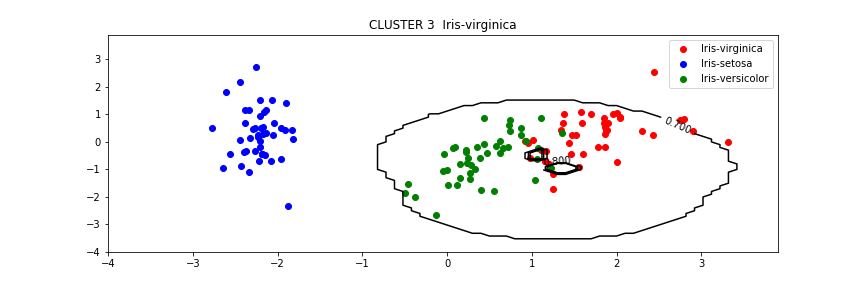 CLUSTER 3 Iris-virginica
Iris-virginica
Iris-setosa
Iris-versicolor
3
2
1
0
−1
−2
−3
−4
0.700
.800
−4 −3 −2 −1 0 1 2 3